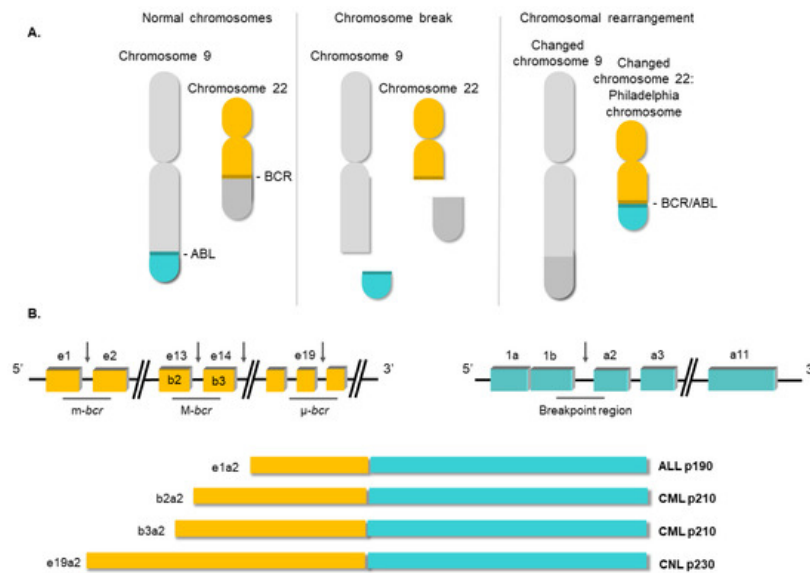 A.
Normal chromosomes
Chromosome break
Chromosomal rearrangement
Chromosome 9
Chromosome 22
- BCR
- ABL
Chromosome 9
Chromosome 22
Changed
chromosome 9
Changed
chromosome 22:
Philadelphia
chromosome
- BCR/ABL
B.
5′
e1
e2
e13
e14
e19
3′
b2
b3
m-bcr
M-bcr
µ-bcr
5′
1a
1b
a2
a3
a11
3′
Breakpoint region
e1a2
ALL p190
b2a2
CML p210
b3a2
CML p210
e19a2
CNL p230